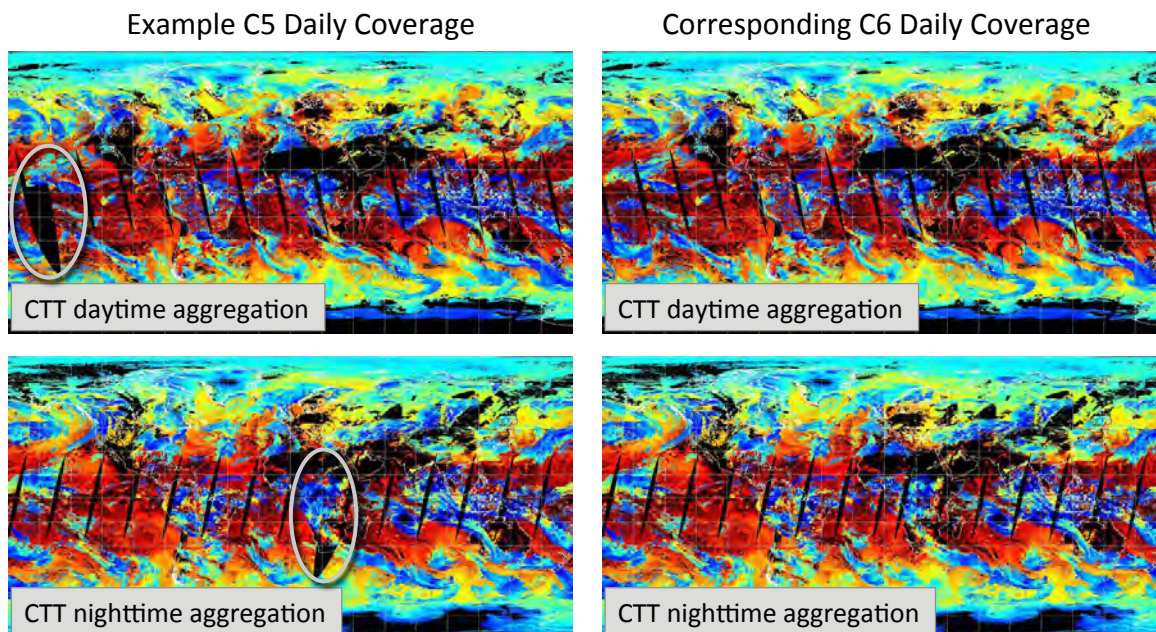 Example C5 Daily Coverage
Corresponding C6 Daily Coverage
CTT daytime aggregation
CTT daytime aggregation
CTT nighttime aggregation
CTT nighttime aggregation